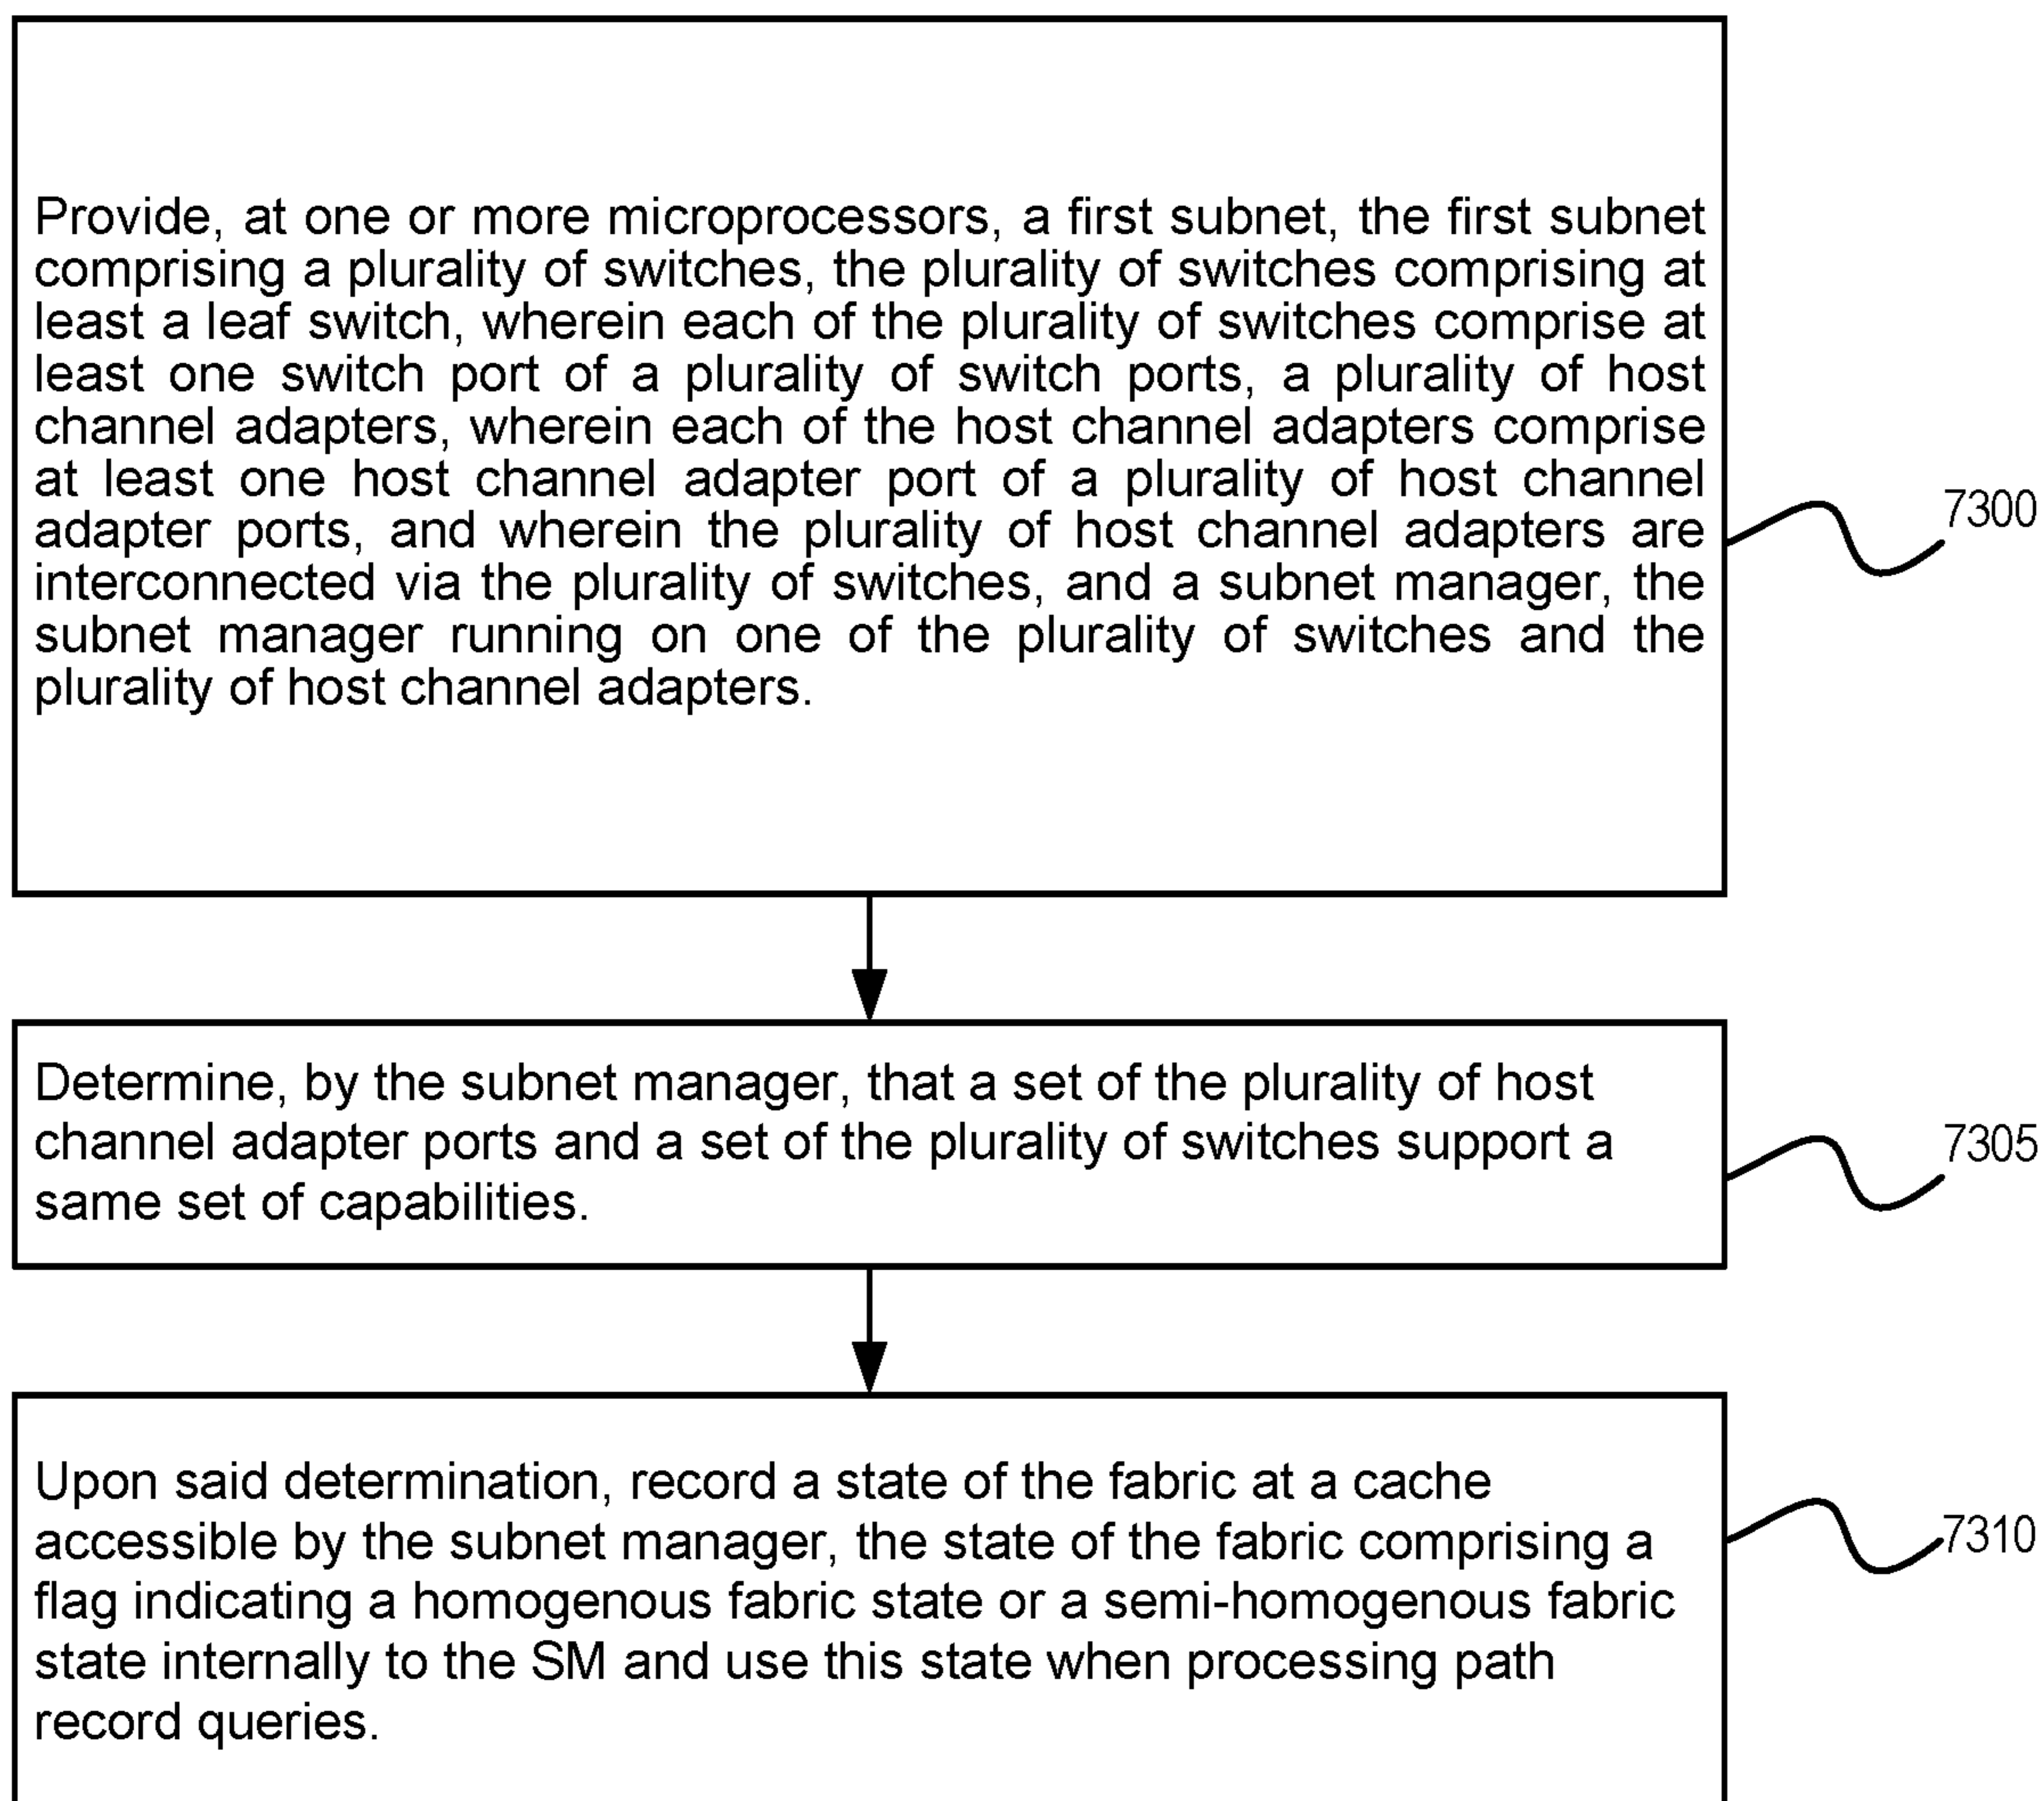 Provide, at one or more microprocessors, a first subnet, the first subnet
comprising a plurality of switches, the plurality of switches comprising at
least a leaf switch, wherein each of the plurality of switches comprise at
least one switch port of a plurality of switch ports, a plurality of host
channel adapters, wherein each of the host channel adapters comprise
at least one host channel adapter port of a plurality of host channel
adapter ports, and wherein the plurality of host channel adapters are
interconnected via the plurality of switches, and a subnet manager, the
subnet manager running on one of the plurality of switches and the
plurality of host channel adapters.
7300
Determine, by the subnet manager, that a set of the plurality of host
channel adapter ports and a set of the plurality of switches support a
same set of capabilities.
7305
Upon said determination, record a state of the fabric at a cache
accessible by the subnet manager, the state of the fabric comprising a
flag indicating a homogenous fabric state or a semi-homogenous fabric
state internally to the SM and use this state when processing path
record queries.
7310